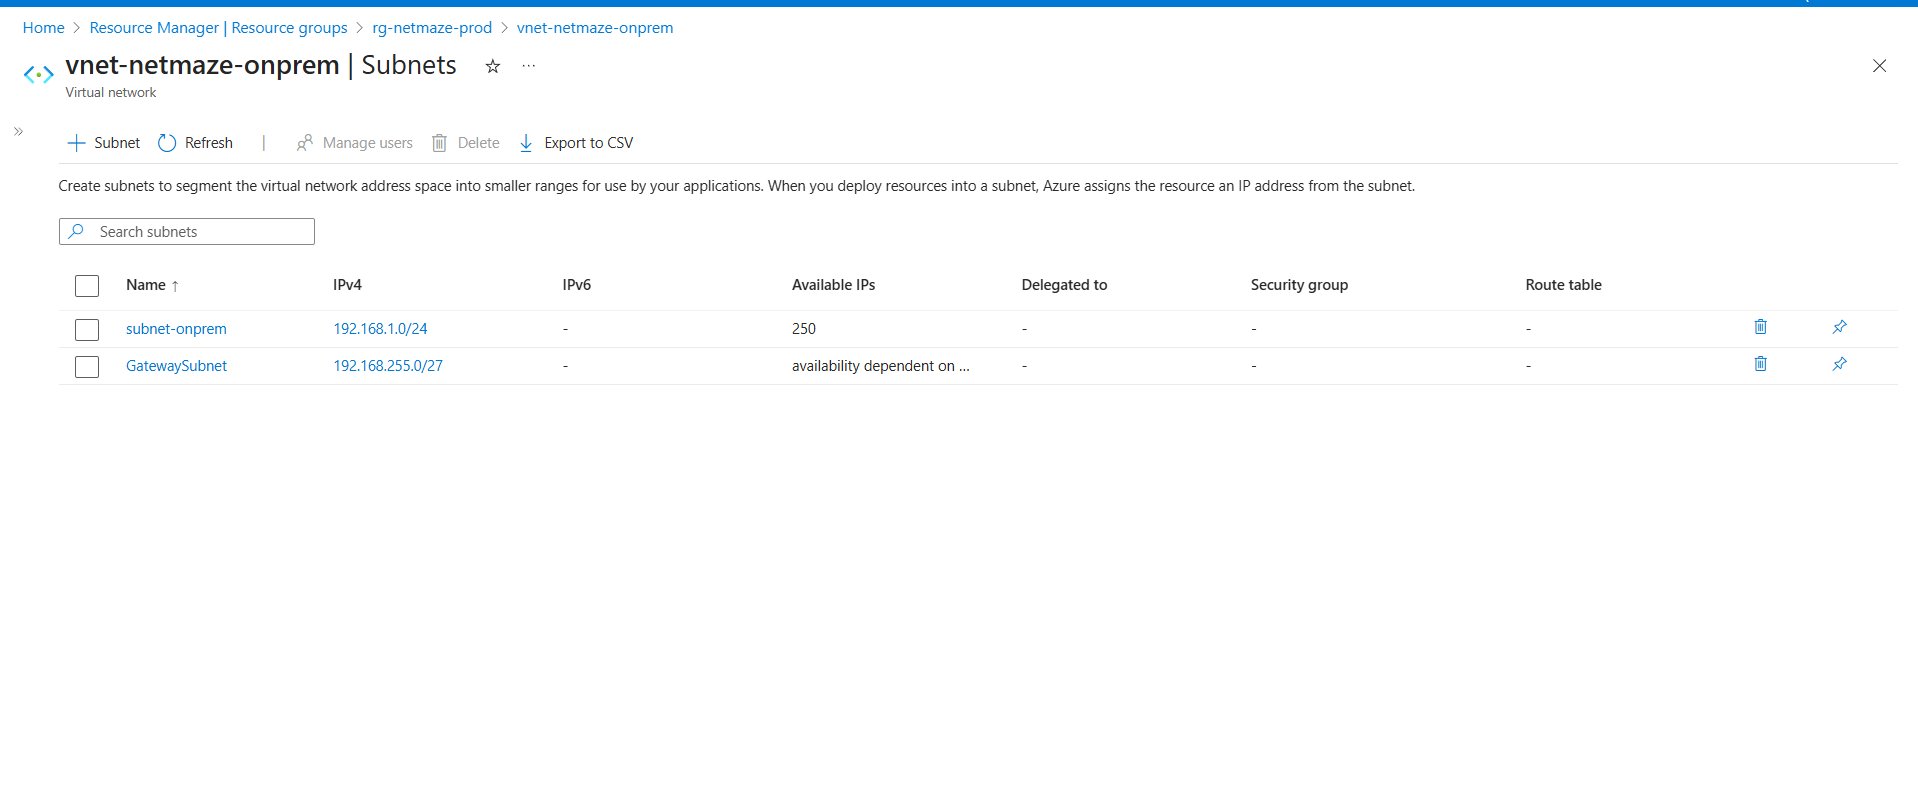 Home > Resource Manager | Resource groups > rg-netmaze-prod > vnet-netmaze-onprem
vnet-netmaze-onprem | Subnets
Virtual network
Subnet Refresh | Manage users Delete Export to CSV
Create subnets to segment the virtual network address space into smaller ranges for use by your applications. When you deploy resources into a subnet, Azure assigns the resource an IP address from the subnet.
Search subnets
Name ↑ IPv4 IPv6 Available IPs Delegated to Security group Route table
subnet-onprem 192.168.1.0/24 - 250 - - -
GatewaySubnet 192.168.255.0/27 - availability dependent on ... - - -